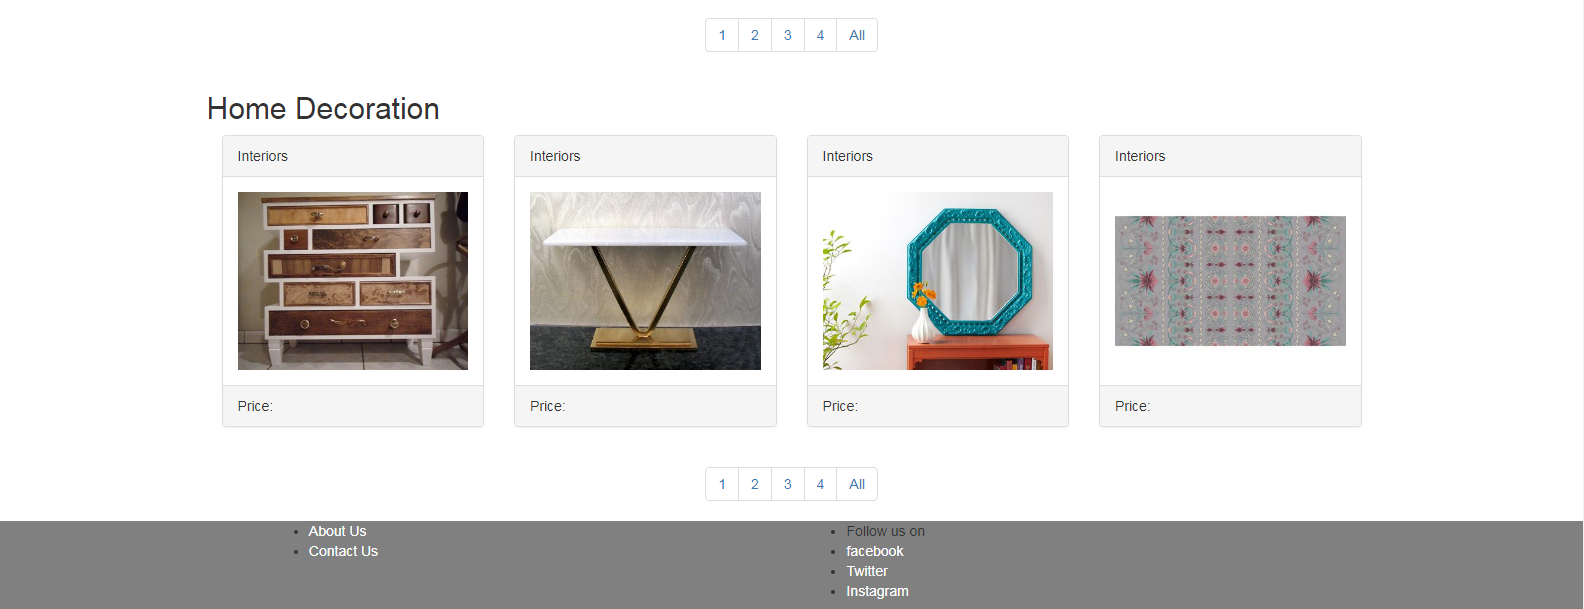 1 2 3 4 All
Home Decoration
Interiors Interiors Interiors Interiors
Price: Price: Price: Price:
1 2 3 4 All
About Us
Contact Us
Follow us on
facebook
Twitter
Instagram